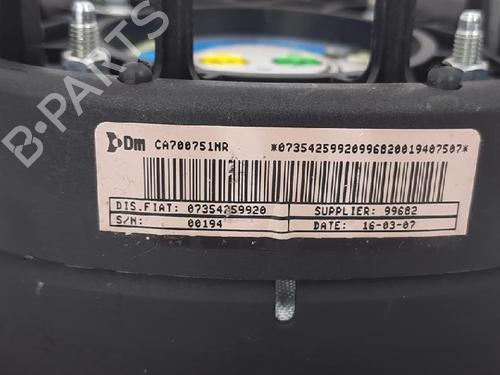 Dm CA700751MR *07354259920996820019407507*
DIS.FIAT: 07354259920 SUPPLIER: 99682
S/N: 00194 DATE: 16-03-07
B-PARTS